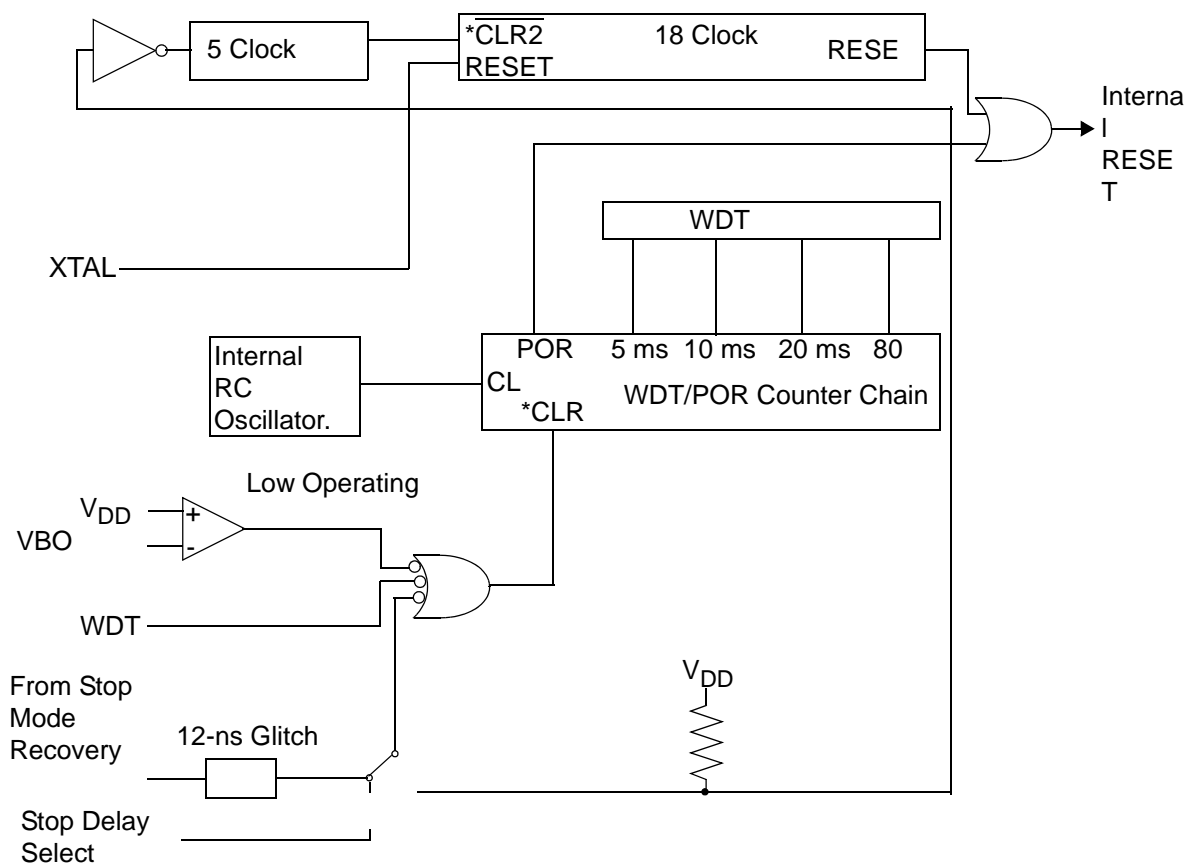 5 Clock
*CLR2
18 Clock
RESE
RESET
Interna
l
RESE
T
WDT
XTAL
POR
5 ms
10 ms
20 ms
80
Internal
RC
Oscillator.
CL
WDT/POR Counter Chain
*CLR
Low Operating
VDD
+
VBO
-
WDT
From Stop
Mode
Recovery
VDD
12-ns Glitch
Stop Delay
Select